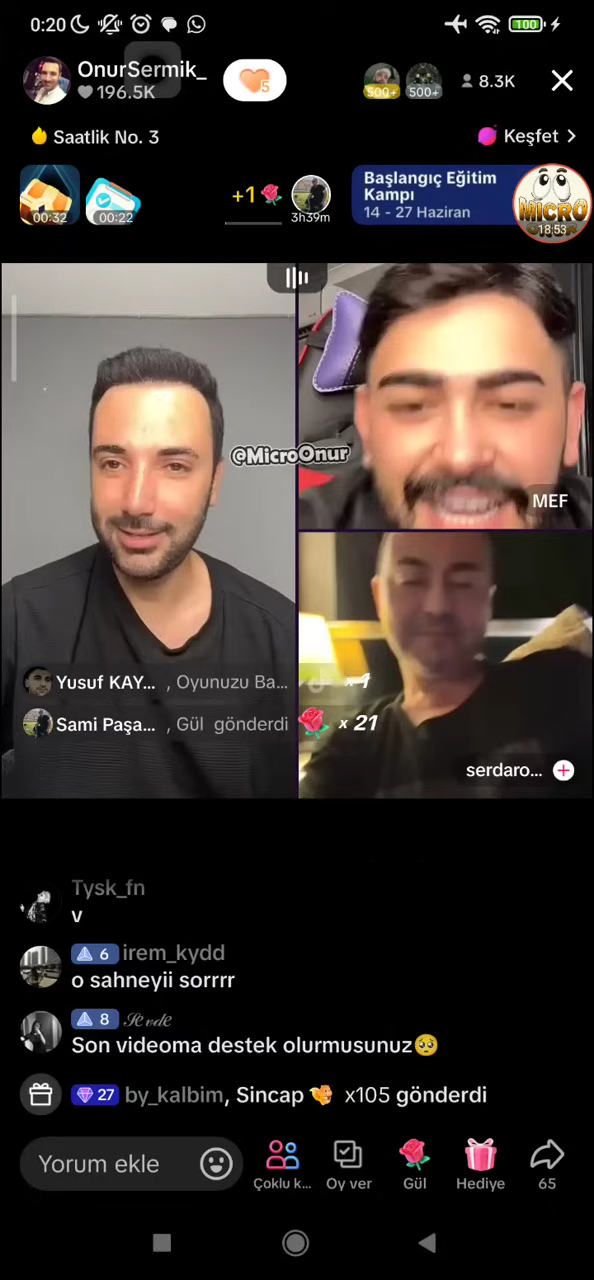 0:20
100
OnurSermik_
196.5K
5
500+
500+
8.3K
Saatlik No. 3
Keşfet
00:32
00:22
+1
3h39m
Başlangıç Eğitim
Kampı
14 - 27 Haziran
MICRO
18:53
@MicroOnur
MEF
Yusuf KAY... , Oyunuzu Ba...
x 1
Sami Paşa... , Gül gönderdi
x 21
serdaro...
Tysk_fn
v
6 irem_kydd
o sahneyii sorrrr
8 𝒮𝑒𝓋𝒹𝑒
Son videoma destek olurmusunuz🥺
27 by_kalbim, Sincap 🐿️ x105 gönderdi
Yorum ekle
Çoklu k...
Oy ver
Gül
Hediye
65